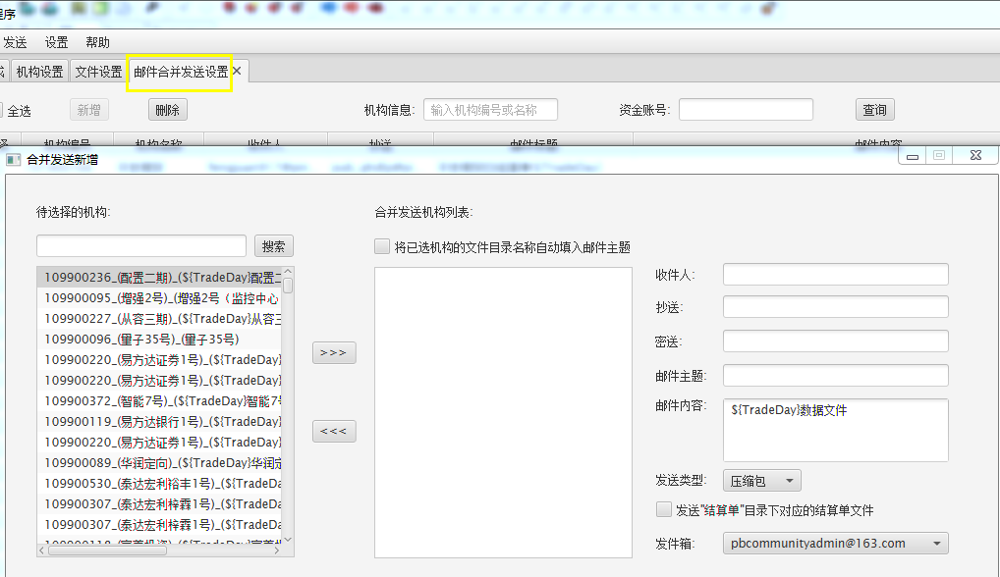 程序
发送 设置 帮助
机构设置 文件设置 邮件合并发送设置
全选 新增 删除 机构信息: 输入机构编号或名称 资金账号: 查询
机构编号 机构名称 收件人 抄送 邮件标题 邮件内容
合并发送新增
待选择的机构:
合并发送机构列表:
搜索
将已选机构的文件目录名称自动填入邮件主题
109900236_(配置二期)_(${TradeDay}配置二
109900095_(增强2号)_(增强2号（监控中心
109900227_(从容三期)_(${TradeDay}从容三
109900096_(量子35号)_(量子35号)
109900220_(易方达证券1号)_(${TradeDay}
109900220_(易方达证券1号)_(${TradeDay}
109900372_(智能7号)_(${TradeDay}智能7号
109900119_(易方达银行1号)_(${TradeDay}
109900220_(易方达证券1号)_(${TradeDay}
109900089_(华润定向)_(${TradeDay}华润定
109900530_(泰达宏利裕丰1号)_(${TradeDa
109900307_(泰达宏利梓霖1号)_(${TradeDa
109900307_(泰达宏利梓霖1号)_(${TradeDa
>>>
<<<
收件人:
抄送:
密送:
邮件主题:
邮件内容: ${TradeDay}数据文件
发送类型: 压缩包
发送"结算单"目录下对应的结算单文件
发件箱: pbcommunityadmin@163.com